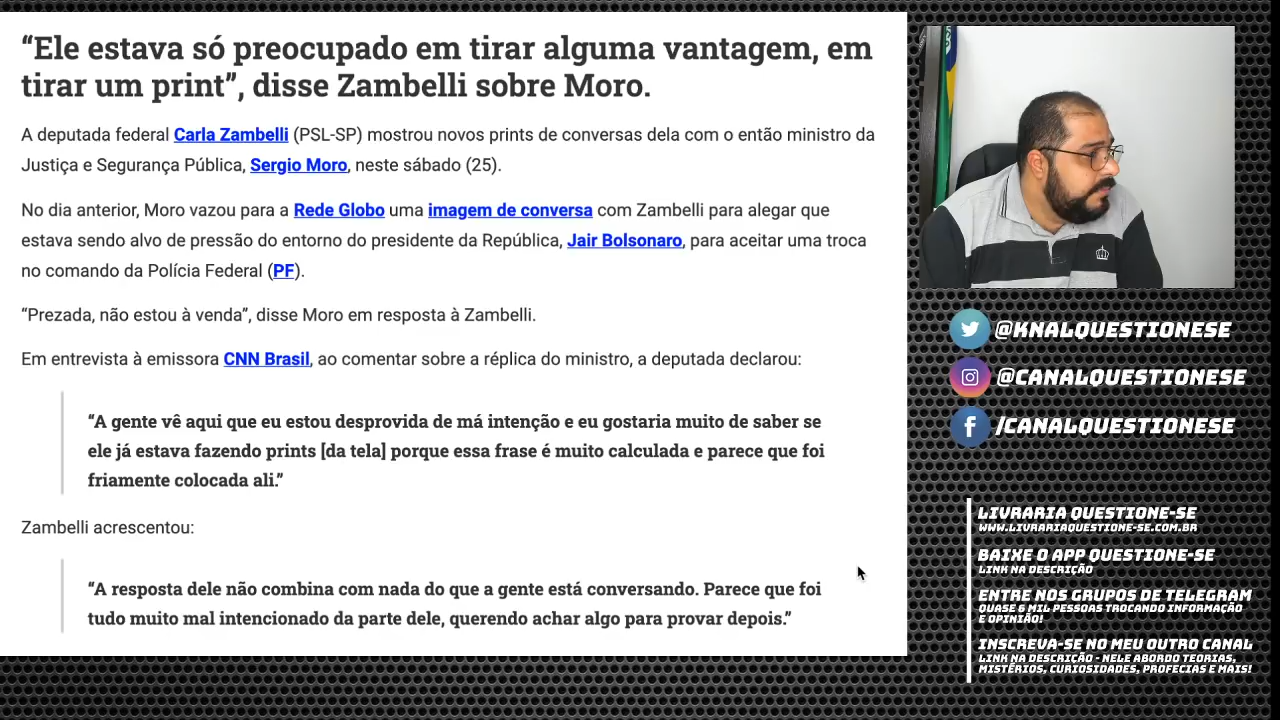 “Ele estava só preocupado em tirar alguma vantagem, em
tirar um print”, disse Zambelli sobre Moro.
A deputada federal Carla Zambelli (PSL-SP) mostrou novos prints de conversas dela com o então ministro da
Justiça e Segurança Pública, Sergio Moro, neste sábado (25).
No dia anterior, Moro vazou para a Rede Globo uma imagem de conversa com Zambelli para alegar que
estava sendo alvo de pressão do entorno do presidente da República, Jair Bolsonaro, para aceitar uma troca
no comando da Polícia Federal (PF).
“Prezada, não estou à venda”, disse Moro em resposta à Zambelli.
Em entrevista à emissora CNN Brasil, ao comentar sobre a réplica do ministro, a deputada declarou:
“A gente vê aqui que eu estou desprovida de má intenção e eu gostaria muito de saber se
ele já estava fazendo prints [da tela] porque essa frase é muito calculada e parece que foi
friamente colocada ali.”
Zambelli acrescentou:
“A resposta dele não combina com nada do que a gente está conversando. Parece que foi
tudo muito mal intencionado da parte dele, querendo achar algo para provar depois.”
@KNALQUESTIONESE
@CANALQUESTIONESE
/CANALQUESTIONESE
LIVRARIA QUESTIONE-SE
WWW.LIVRARIAQUESTIONE-SE.COM.BR
BAIXE O APP QUESTIONE-SE
LINK NA DESCRIÇÃO
ENTRE NOS GRUPOS DE TELEGRAM
QUASE 6 MIL PESSOAS TROCANDO INFORMAÇÃO
E OPINIÃO!
INSCREVA-SE NO MEU OUTRO CANAL
LINK NA DESCRIÇÃO - NELE ABORDO TEORIAS,
MISTÉRIOS, CURIOSIDADES, PROFECIAS E MAIS!